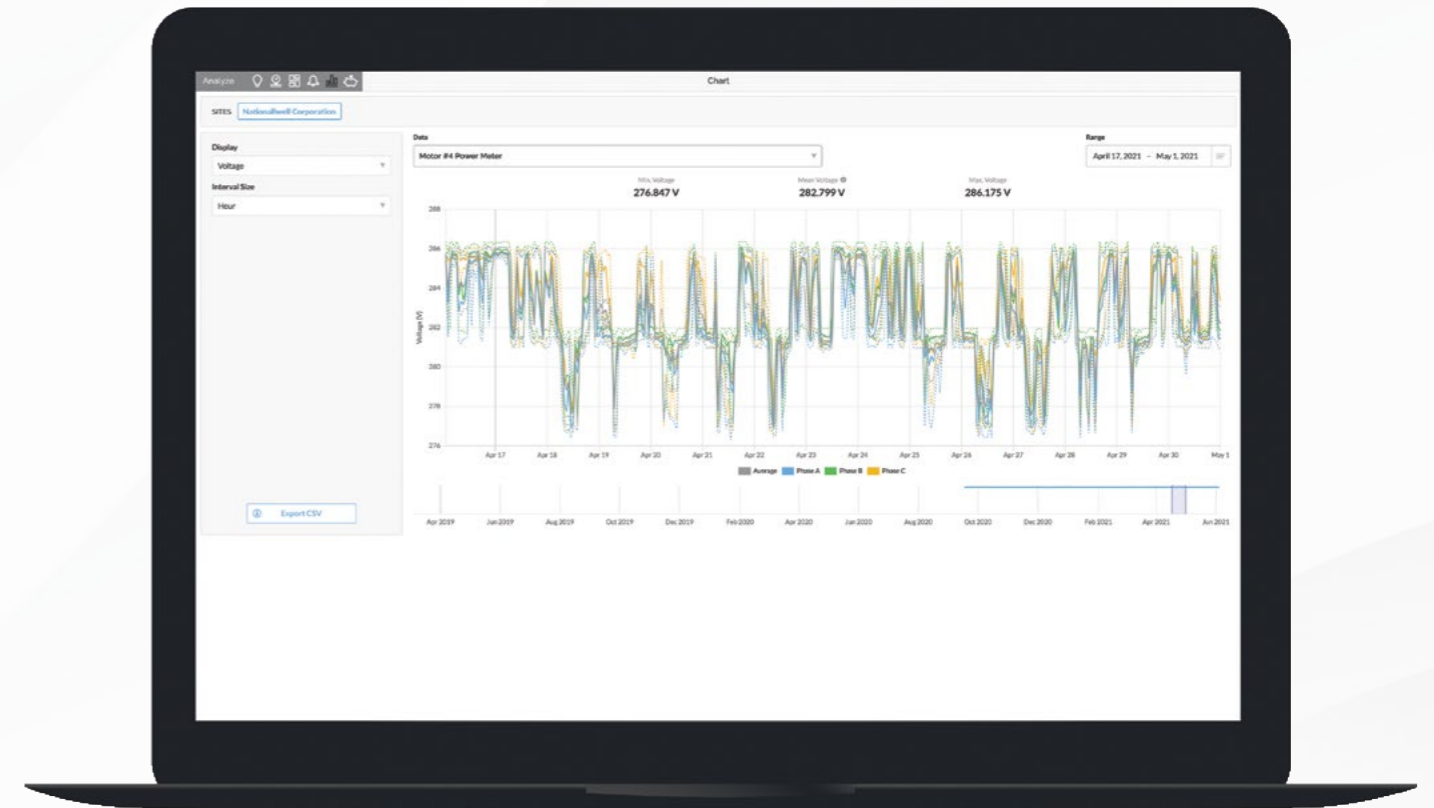 Analyze
Chart
SITES Nationallwell Corporation
Display
Voltage
Interval Size
Hour
Export CSV
Data
Motor #4 Power Meter
Range
April 17, 2021 – May 1, 2021
Min. Voltage Mean Voltage Max. Voltage
276.847 V 282.799 V 286.175 V
Voltage (V)
288
286
284
282
280
278
276
Apr 17 Apr 18 Apr 19 Apr 20 Apr 21 Apr 22 Apr 23 Apr 24 Apr 25 Apr 26 Apr 27 Apr 28 Apr 29 Apr 30 May 1
Average Phase A Phase B Phase C
Apr 2019 Jun 2019 Aug 2019 Oct 2019 Dec 2019 Feb 2020 Apr 2020 Jun 2020 Aug 2020 Oct 2020 Dec 2020 Feb 2021 Apr 2021 Jun 2021